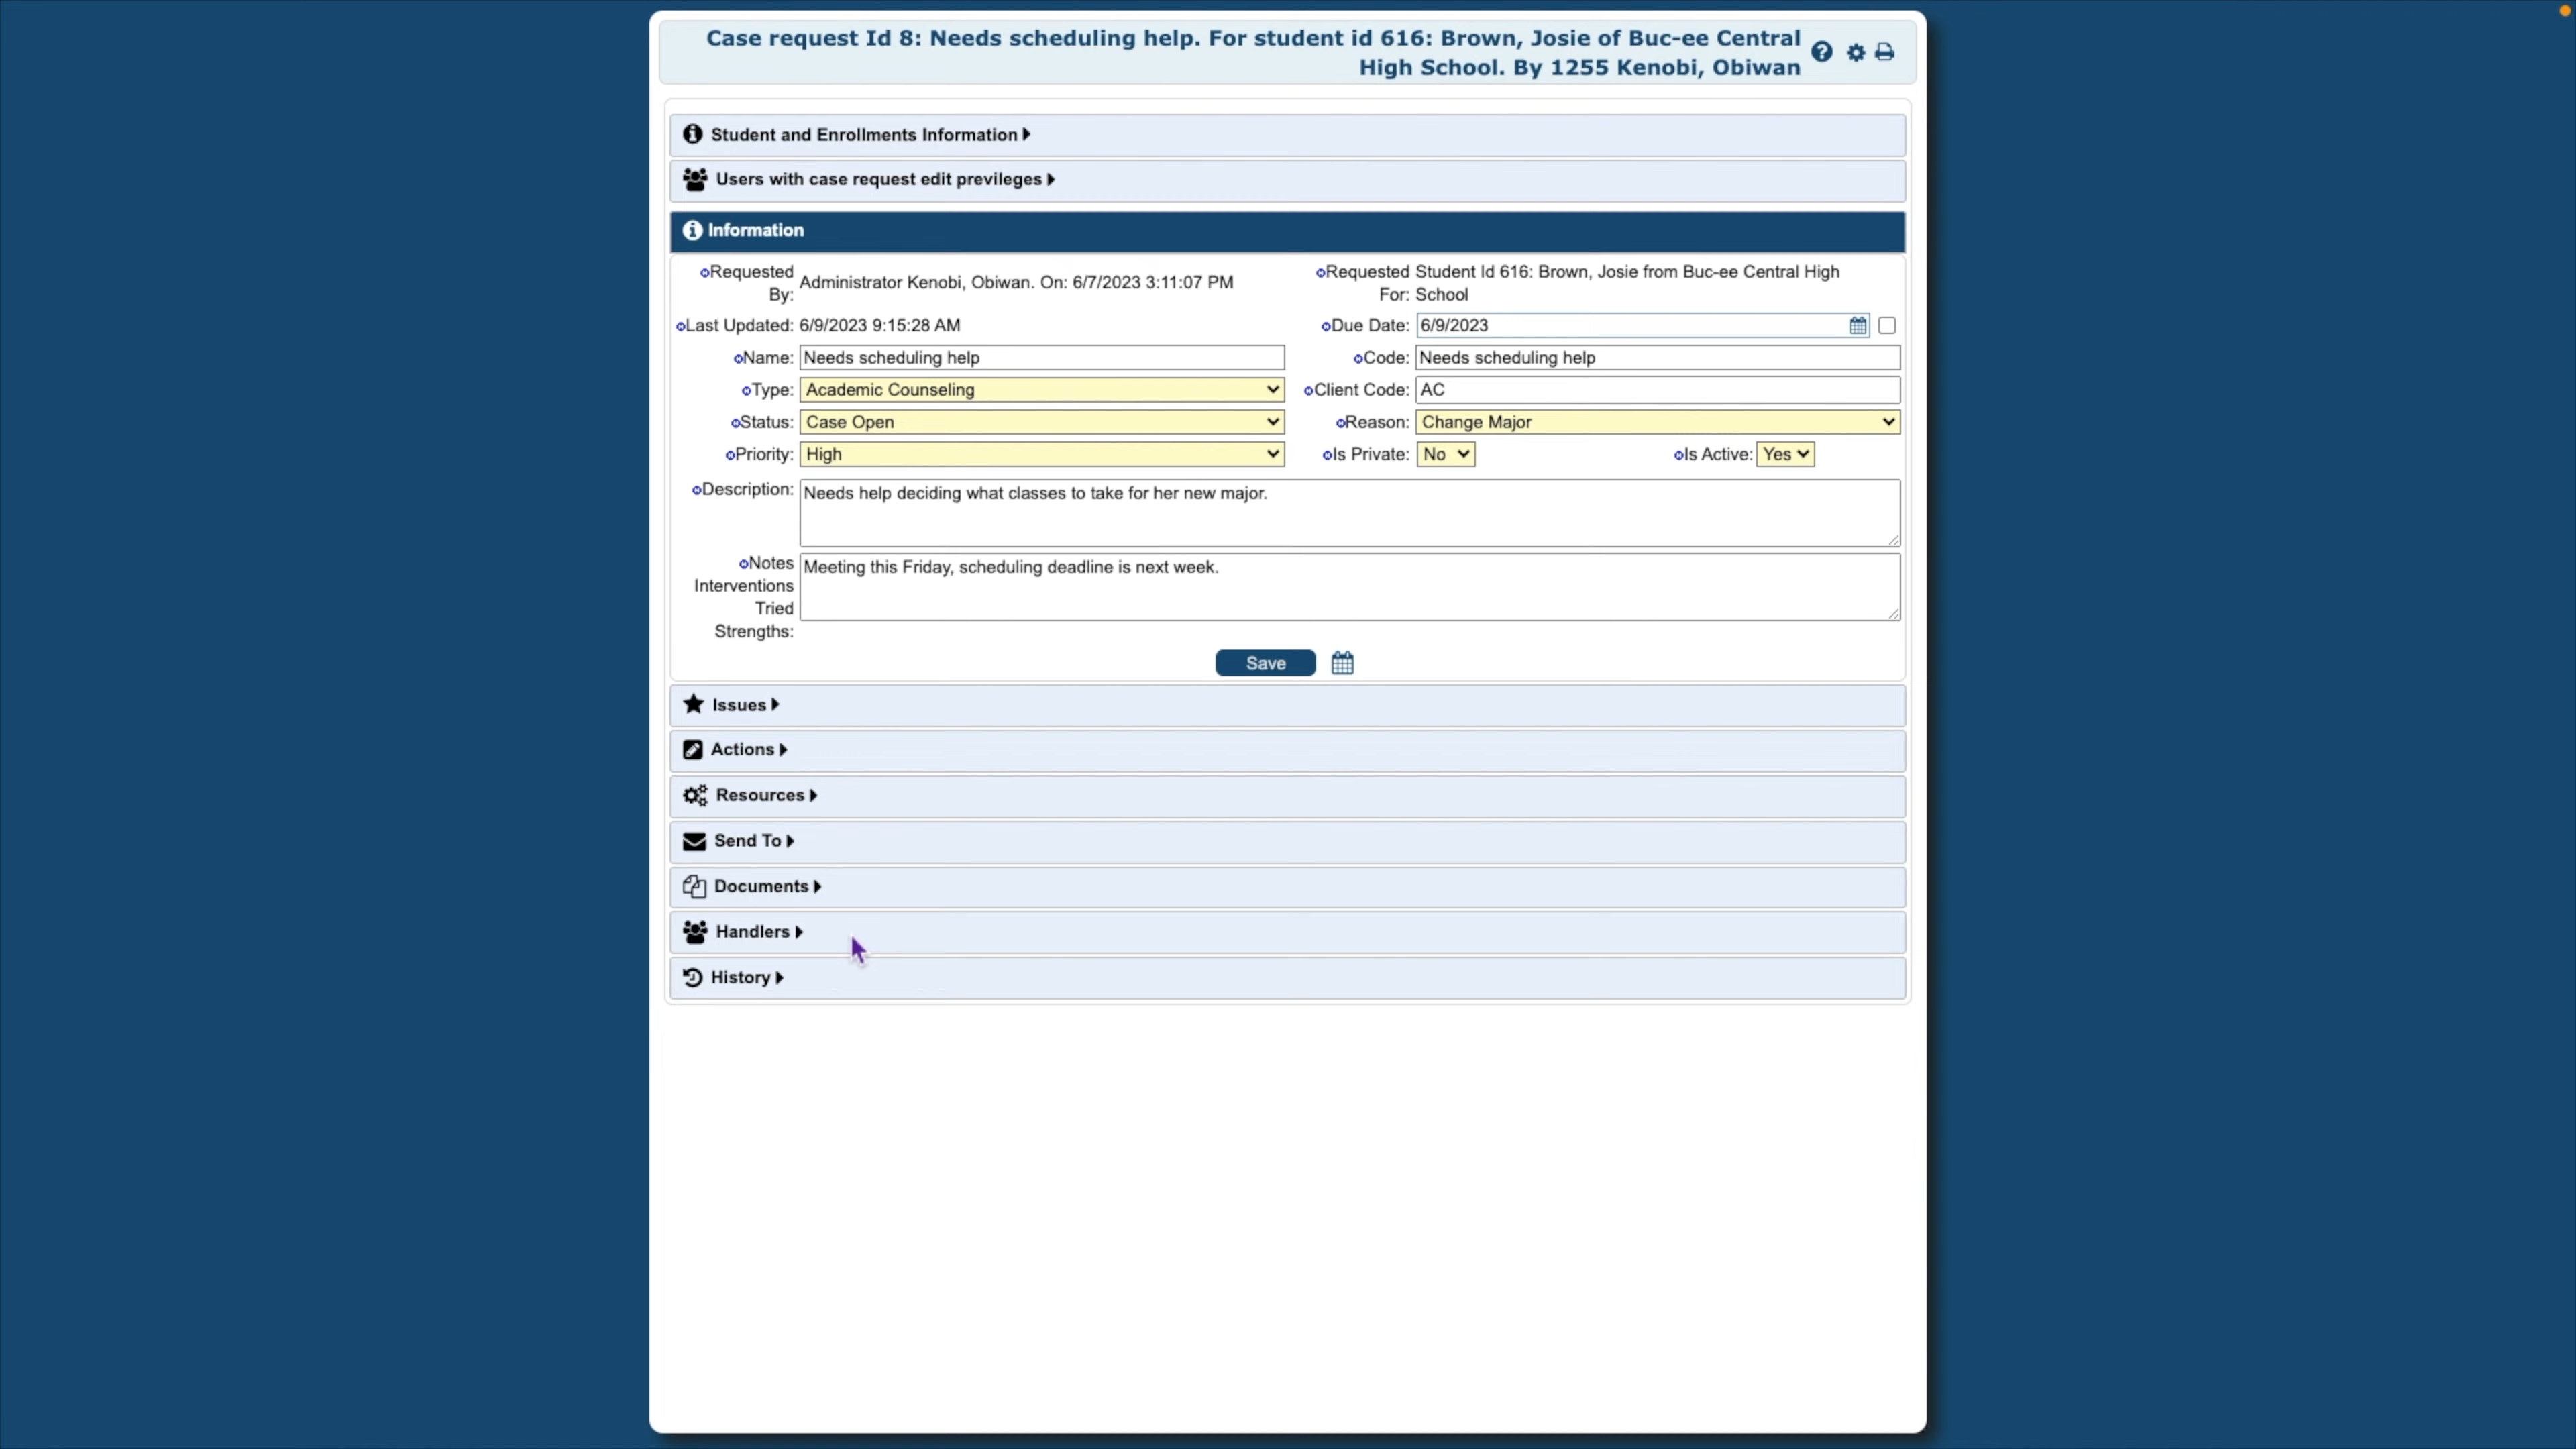 Case request Id 8: Needs scheduling help. For student id 616: Brown, Josie of Buc-ee Central
High School. By 1255 Kenobi, Obiwan
Student and Enrollments Information
Users with case request edit previleges
Information
Requested By: Administrator Kenobi, Obiwan. On: 6/7/2023 3:11:07 PM
Requested For: Student Id 616: Brown, Josie from Buc-ee Central High School
Last Updated: 6/9/2023 9:15:28 AM
Due Date: 6/9/2023
Name: Needs scheduling help
Code: Needs scheduling help
Type: Academic Counseling
Client Code: AC
Status: Case Open
Reason: Change Major
Priority: High
Is Private: No
Is Active: Yes
Description: Needs help deciding what classes to take for her new major.
Notes Interventions Tried Strengths: Meeting this Friday, scheduling deadline is next week.
Save
Issues
Actions
Resources
Send To
Documents
Handlers
History